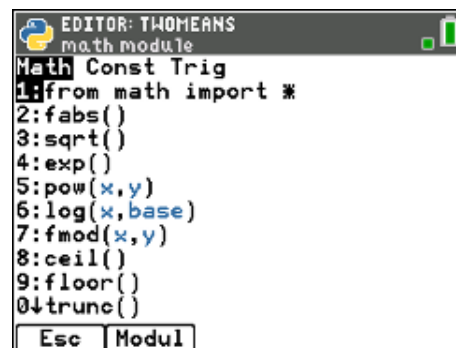 EDITOR: TWOMEANS
math module
Math Const Trig
1:from math import *
2:fabs()
3:sqrt()
4:exp()
5:pow(x,y)
6:log(x,base)
7:fmod(x,y)
8:ceil()
9:floor()
0↓trunc()
Esc Modul